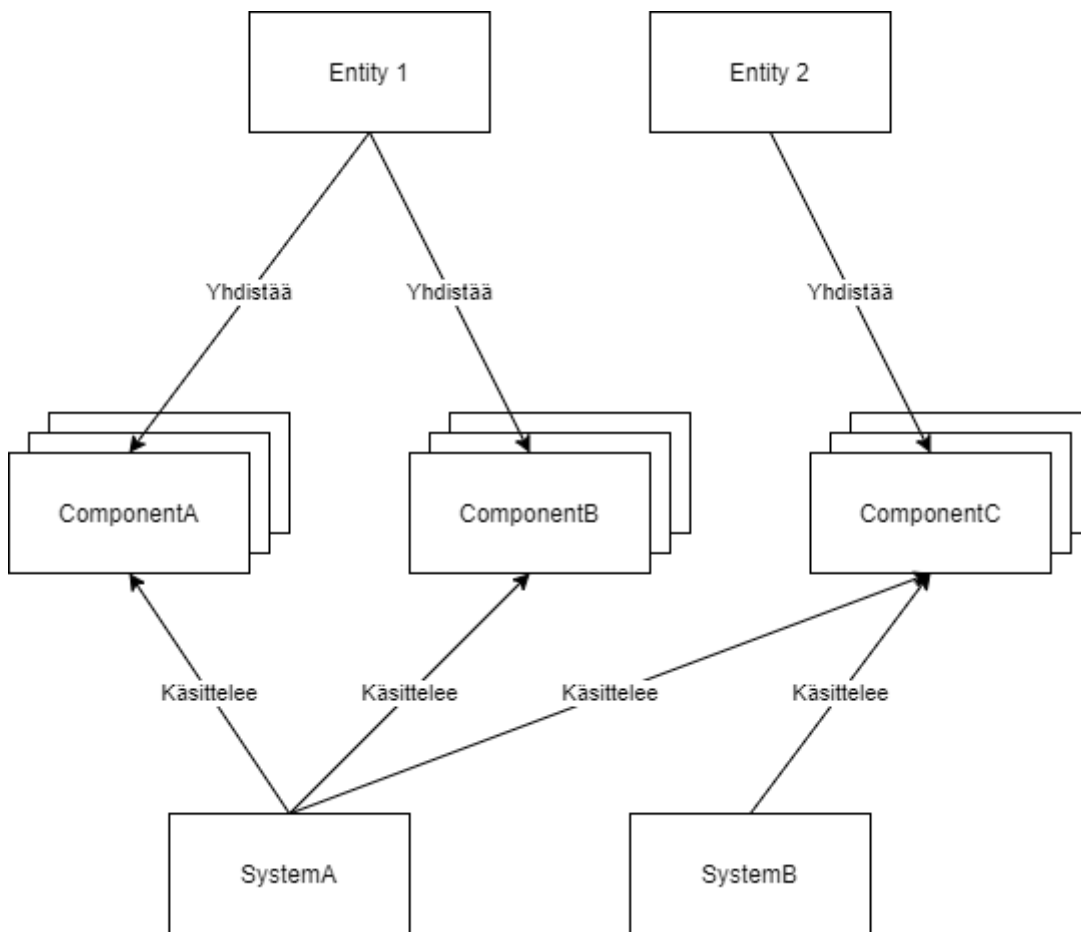 Entity 1
Entity 2
Yhdistää
Yhdistää
Yhdistää
ComponentA
ComponentB
ComponentC
Käsittelee
Käsittelee
Käsittelee
Käsittelee
SystemA
SystemB